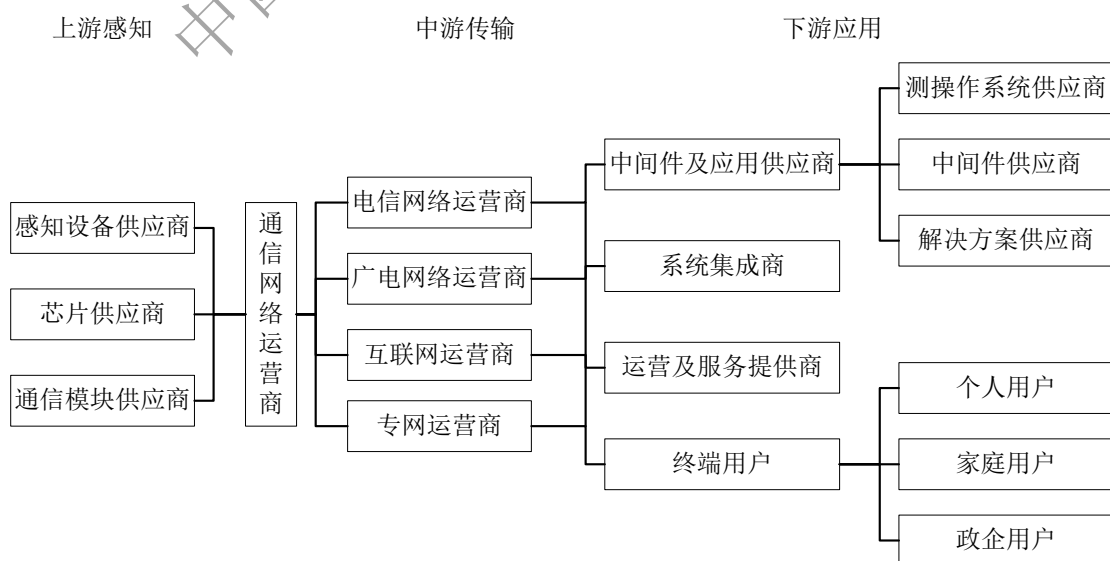 上游感知
中游传输
下游应用
感知设备供应商
芯片供应商
通信模块供应商
通信网络运营商
电信网络运营商
广电网络运营商
互联网运营商
专网运营商
中间件及应用供应商
系统集成商
运营及服务提供商
终端用户
测操作系统供应商
中间件供应商
解决方案供应商
个人用户
家庭用户
政企用户
中